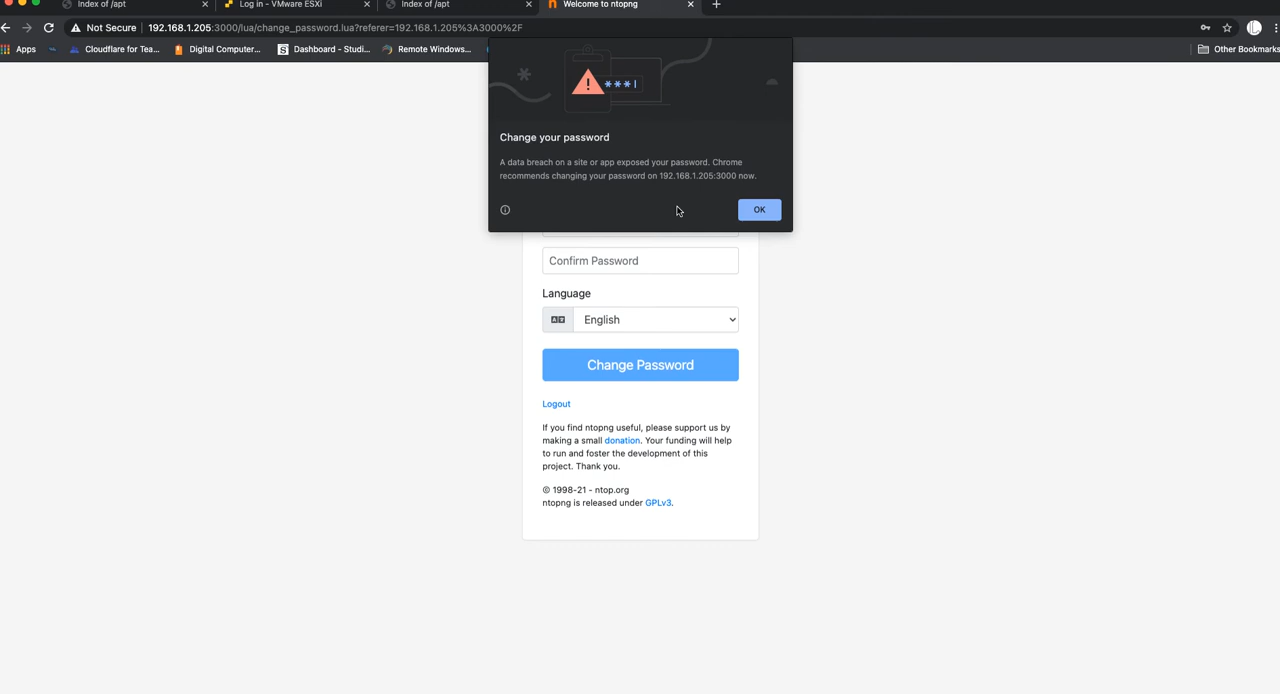 Index of /apt
Log in - VMware ESXi
Index of /apt
Welcome to ntopng
Not Secure
192.168.1.205:3000/lua/change_password.lua?referer=192.168.1.205%3A3000%2F
Apps
Cloudflare for Tea...
Digital Computer...
Dashboard - Studi...
Remote Windows...
Other Bookmarks
***|
Change your password
A data breach on a site or app exposed your password. Chrome
recommends changing your password on 192.168.1.205:3000 now.
OK
Confirm Password
Language
English
Change Password
Logout
If you find ntopng useful, please support us by
making a small donation. Your funding will help
to run and foster the development of this
project. Thank you.
© 1998-21 - ntop.org
ntopng is released under GPLv3.